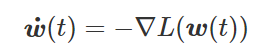 ẇ(t) = −∇L(w(t))